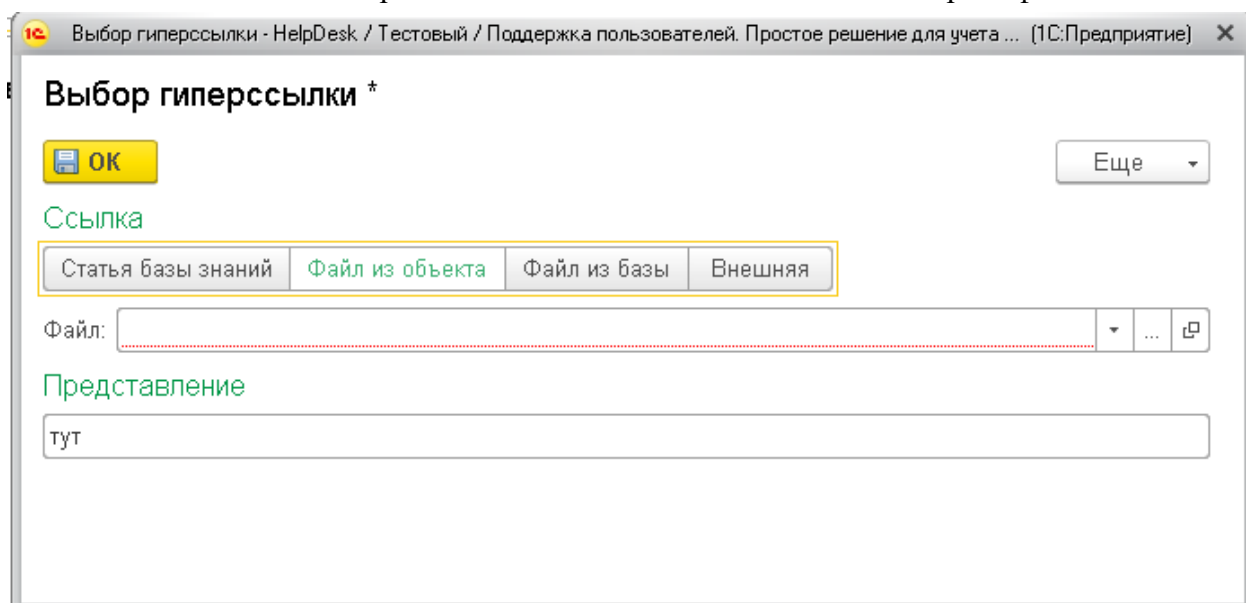 1С Выбор гиперссылки - HelpDesk / Тестовый / Поддержка пользователей. Простое решение для учета ... (1С:Предприятие)
Выбор гиперссылки *
ОК Еще
Ссылка
Статья базы знаний Файл из объекта Файл из базы Внешняя
Файл: ...
Представление
тут